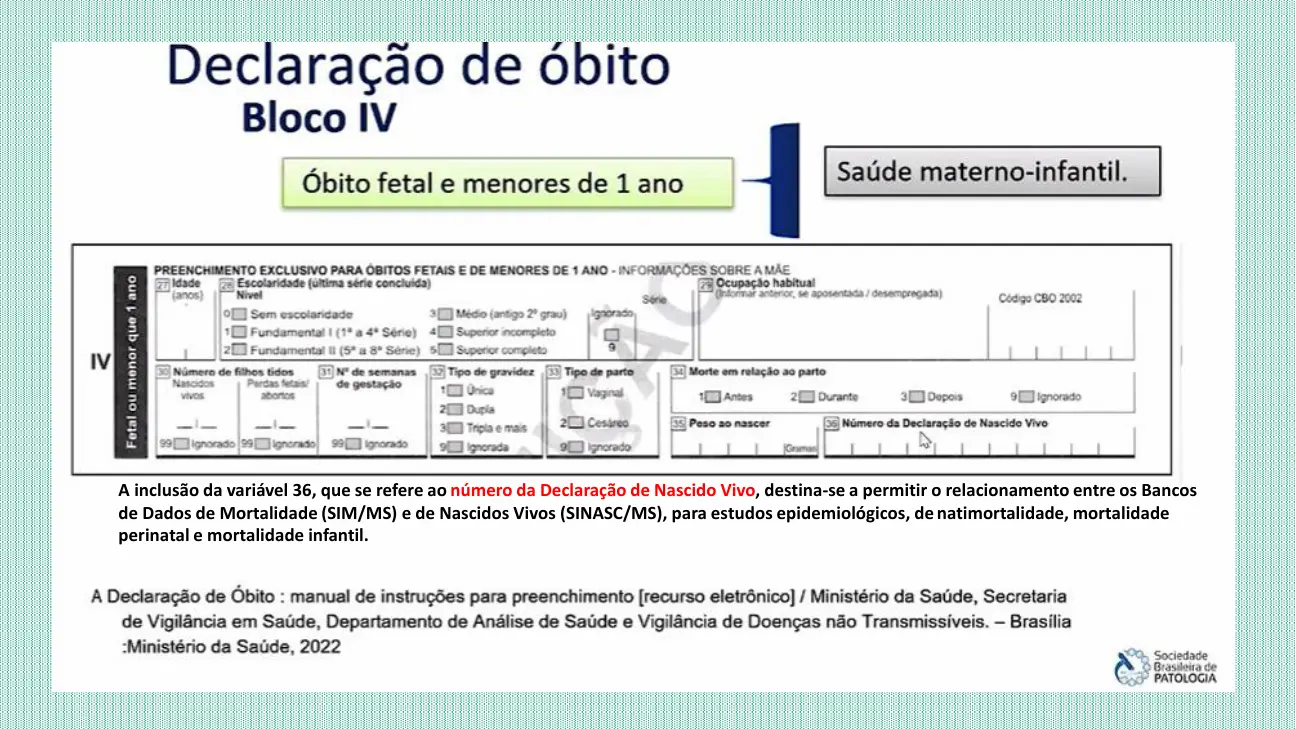 Declaração de óbito
Bloco IV
Óbito fetal e menores de 1 ano
Saúde materno-infantil.
IV
Fetal ou menor que 1 ano
PREENCHIMENTO EXCLUSIVO PARA ÓBITOS FETAIS E DE MENORES DE 1 ANO - INFORMAÇÕES SOBRE A MÃE
27 Idade
(anos)
28 Escolaridade (última série concluída)
Nível
Série
0 Sem escolaridade
3 Médio (antigo 2º grau)
Ignorado
1 Fundamental I (1ª a 4ª Série)
4 Superior incompleto
2 Fundamental II (5ª a 8ª Série)
5 Superior completo
9
29 Ocupação habitual
(Informar anterior, se aposentada / desempregada)
Código CBO 2002
30 Número de filhos tidos
Nascidos vivos
Perdas fetais/ abortos
99 Ignorado
99 Ignorado
31 Nº de semanas
de gestação
99 Ignorado
32 Tipo de gravidez
1 Única
2 Dupla
3 Tripla e mais
9 Ignorada
33 Tipo de parto
1 Vaginal
2 Cesáreo
9 Ignorado
34 Morte em relação ao parto
1 Antes
2 Durante
3 Depois
9 Ignorado
35 Peso ao nascer
Gramas
36 Número da Declaração de Nascido Vivo
A inclusão da variável 36, que se refere ao número da Declaração de Nascido Vivo, destina-se a permitir o relacionamento entre os Bancos
de Dados de Mortalidade (SIM/MS) e de Nascidos Vivos (SINASC/MS), para estudos epidemiológicos, de natimortalidade, mortalidade
perinatal e mortalidade infantil.
A Declaração de Óbito : manual de instruções para preenchimento [recurso eletrônico] / Ministério da Saúde, Secretaria
de Vigilância em Saúde, Departamento de Análise de Saúde e Vigilância de Doenças não Transmissíveis. – Brasília
:Ministério da Saúde, 2022
Sociedade
Brasileira de
PATOLOGIA